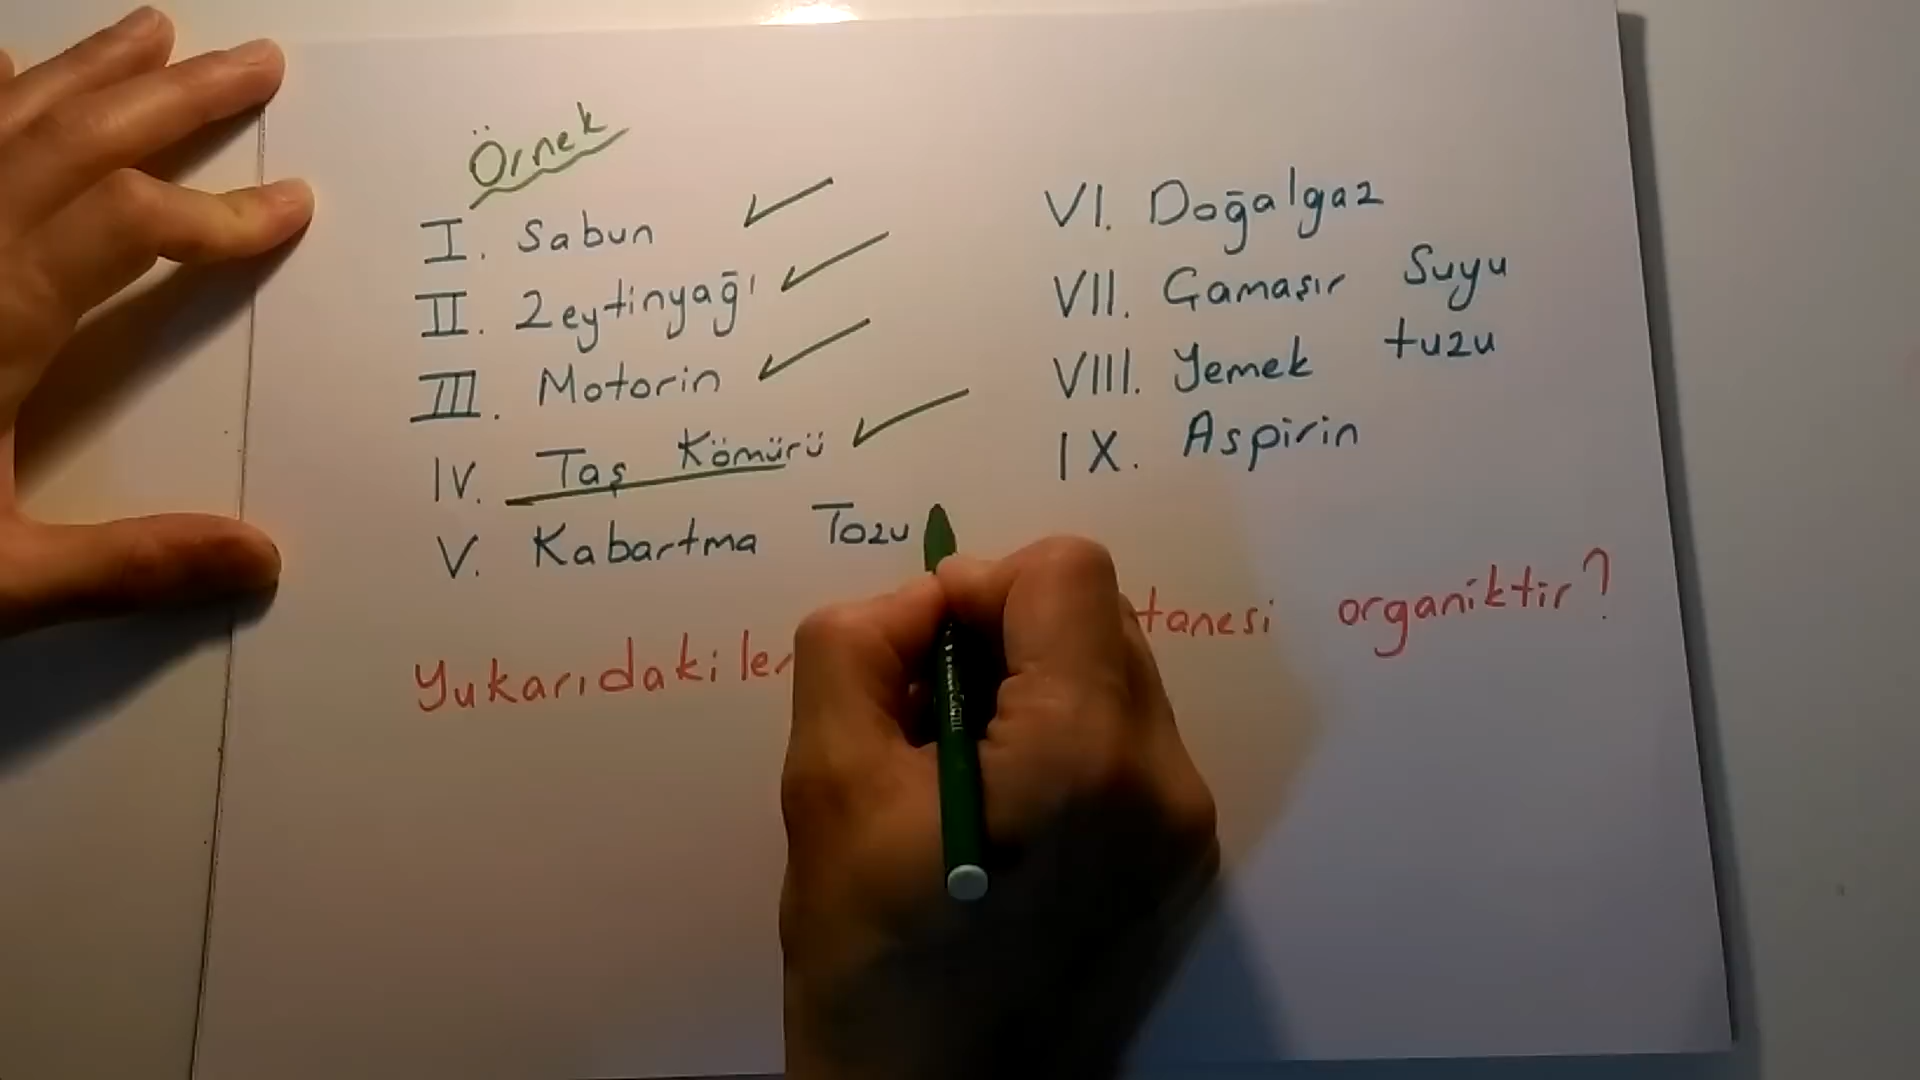 Örnek
I. Sabun
II. Zeytinyağı
III. Motorin
IV. Taş Kömürü
V. Kabartma Tozu
VI. Doğalgaz
VII. Çamaşır Suyu
VIII. Yemek tuzu
IX. Aspirin
Yukarıdakiler tanesi organiktir?